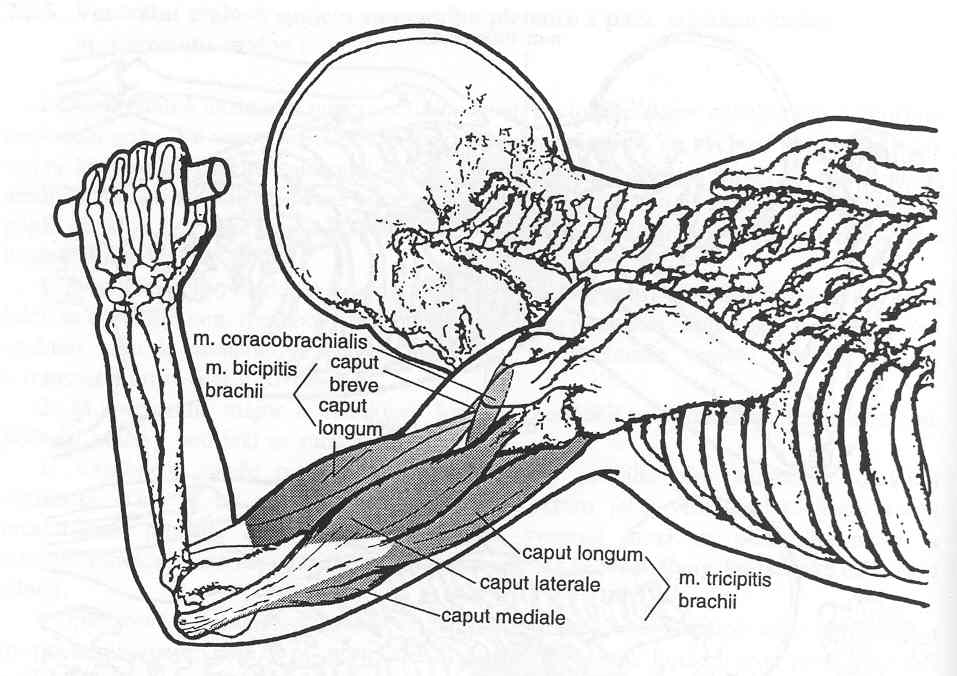 m. coracobrachialis
m. bicipitis
brachii
caput
breve
caput
longum
caput longum
caput laterale
caput mediale
m. tricipitis
brachii